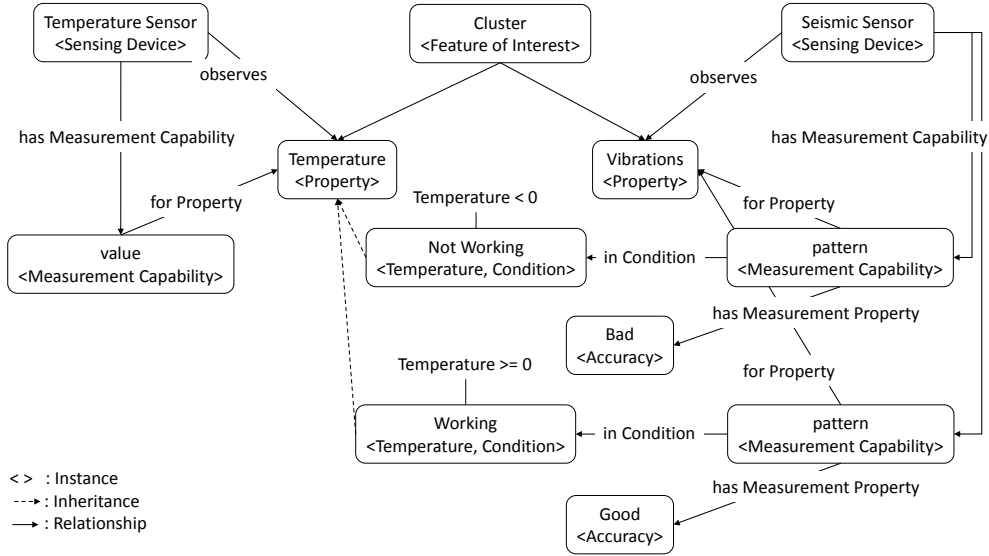 Temperature Sensor
<Sensing Device>
Cluster
<Feature of Interest>
Seismic Sensor
<Sensing Device>
observes
observes
has Measurement Capability
has Measurement Capability
Temperature
<Property>
Vibrations
<Property>
for Property
Temperature < 0
for Property
value
<Measurement Capability>
Not Working
<Temperature, Condition>
in Condition
pattern
<Measurement Capability>
has Measurement Property
Bad
<Accuracy>
Temperature >= 0
for Property
Working
<Temperature, Condition>
in Condition
pattern
<Measurement Capability>
has Measurement Property
Good
<Accuracy>
< > : Instance
: Inheritance
: Relationship